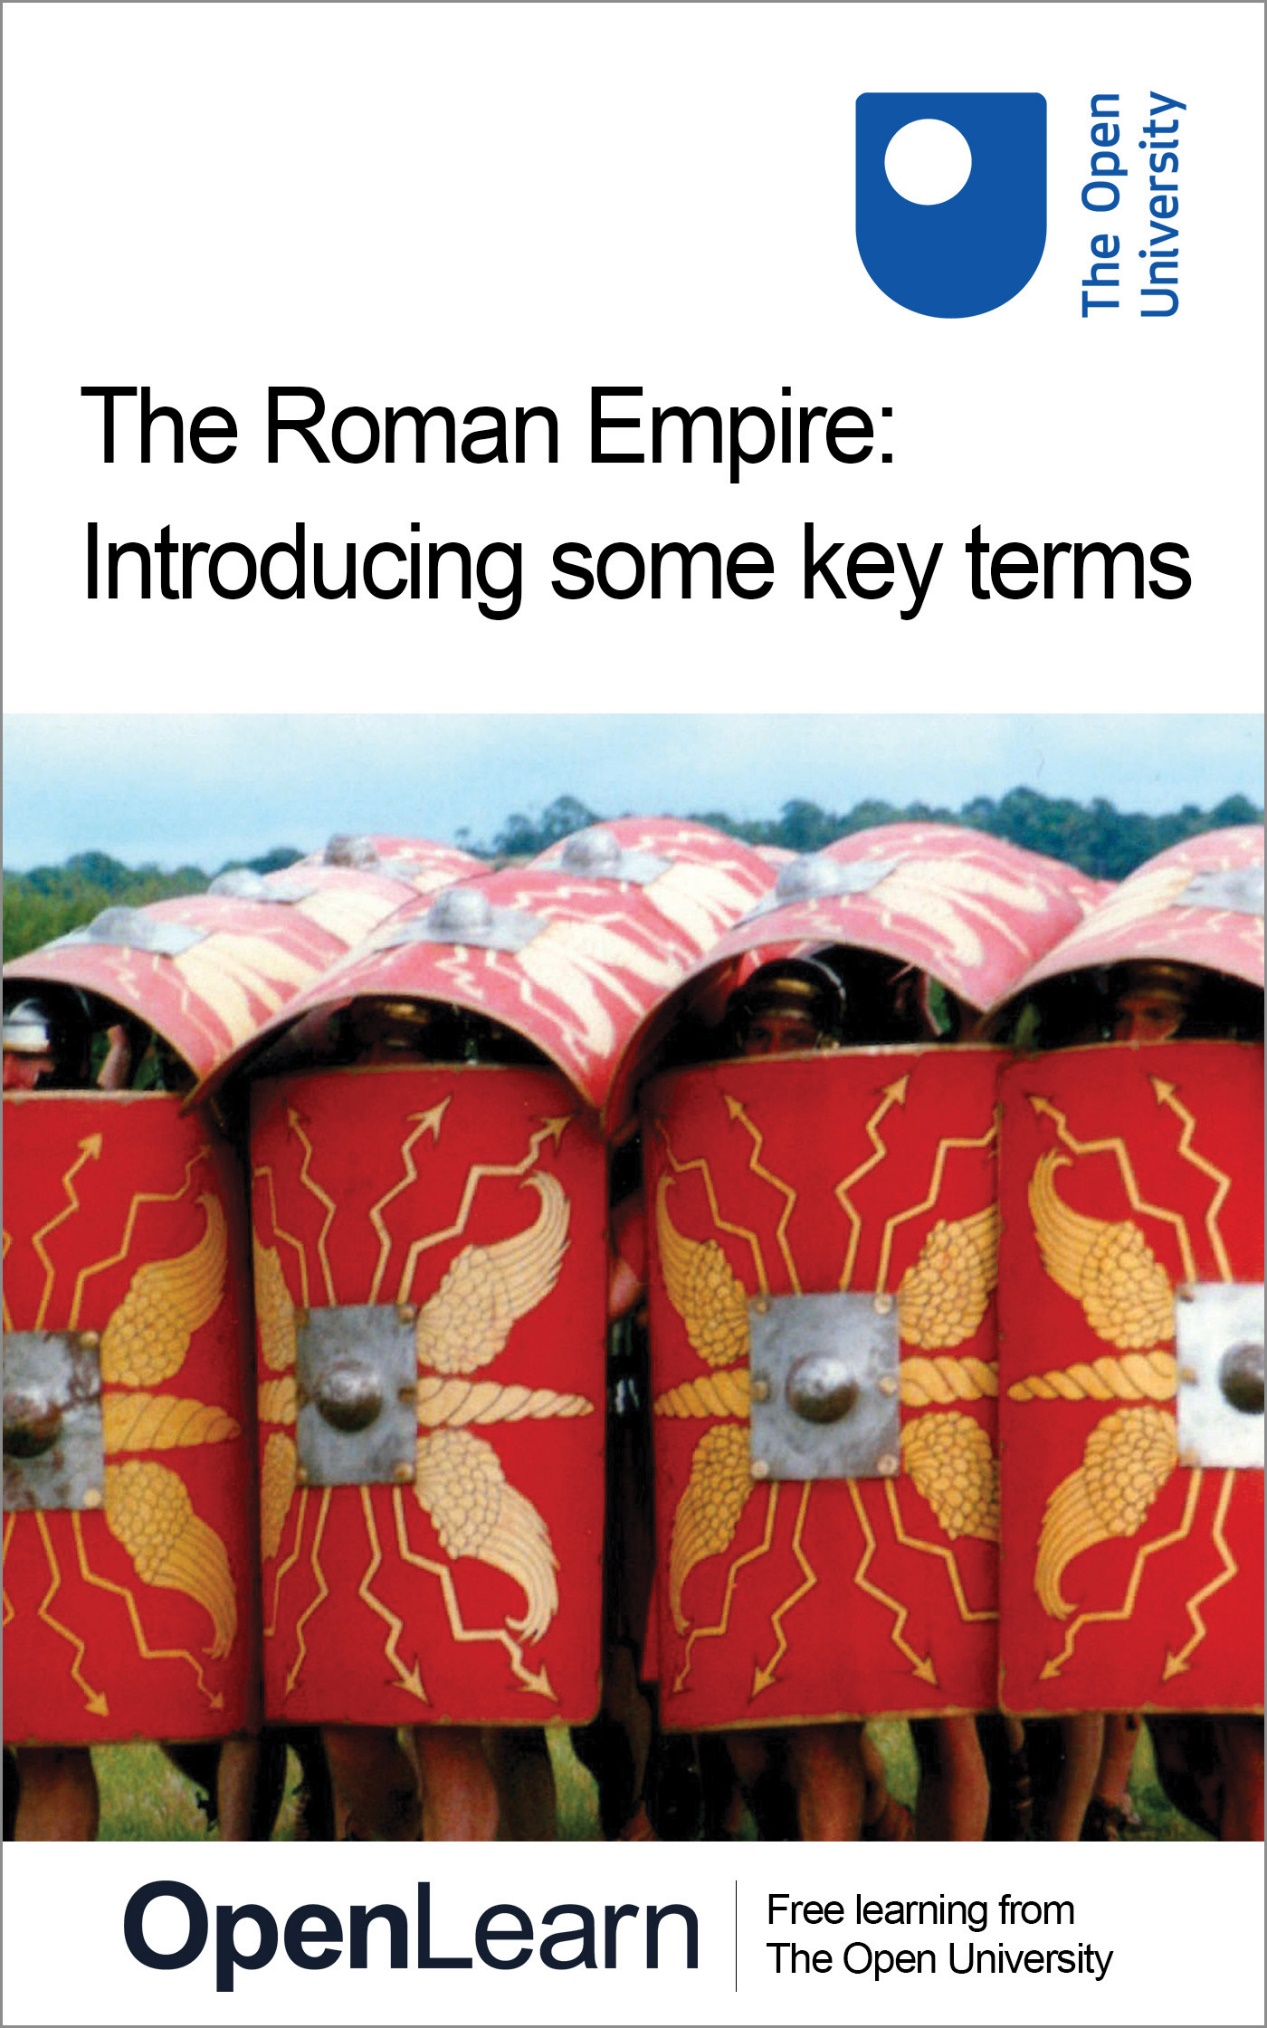 The Open
University
The Roman Empire:
Introducing some key terms
OpenLearn
Free learning from
The Open University